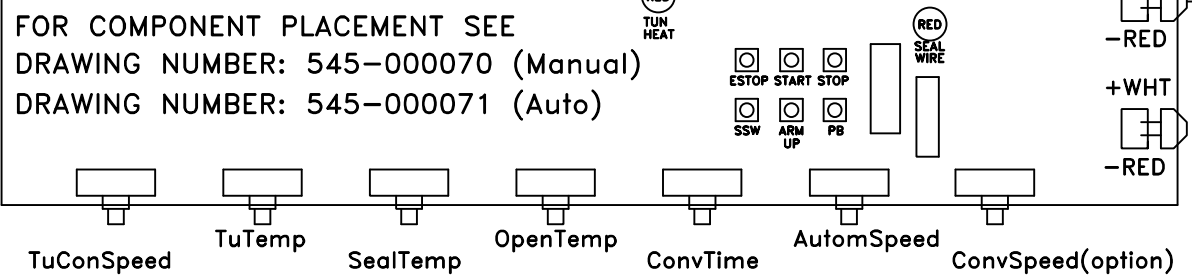 FOR COMPONENT PLACEMENT SEE
DRAWING NUMBER: 545-000070 (Manual)
DRAWING NUMBER: 545-000071 (Auto)
TUN
HEAT
RED
SEAL
WIRE
-RED
+WHT
-RED
ESTOP START STOP
SSW ARM UP PB
TuConSpeed
TuTemp
SealTemp
OpenTemp
ConvTime
AutomSpeed
ConvSpeed(option)